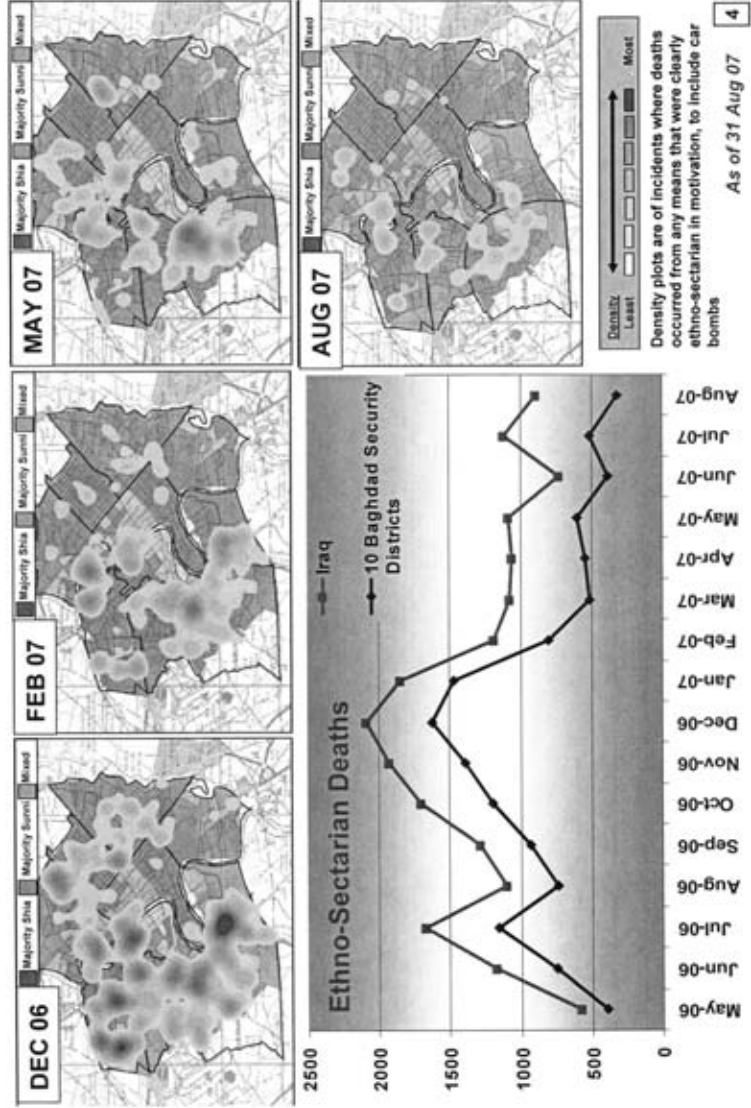 DEC 06
Majority Shia Majority Sunni Mixed
FEB 07
Majority Shia Majority Sunni Mixed
MAY 07
Majority Shia Majority Sunni Mixed
AUG 07
Ethno-Sectarian Deaths
Iraq
10 Baghdad Security
Districts
2500
2000
1500
1000
500
0
May-06
Jun-06
Jul-06
Aug-06
Sep-06
Oct-06
Nov-06
Dec-06
Jan-07
Feb-07
Mar-07
Apr-07
May-07
Jun-07
Jul-07
Aug-07
Density
Least Most
Density plots are of incidents where deaths
occurred from any means that were clearly
ethno-sectarian in motivation, to include car
bombs
As of 31 Aug 07
4